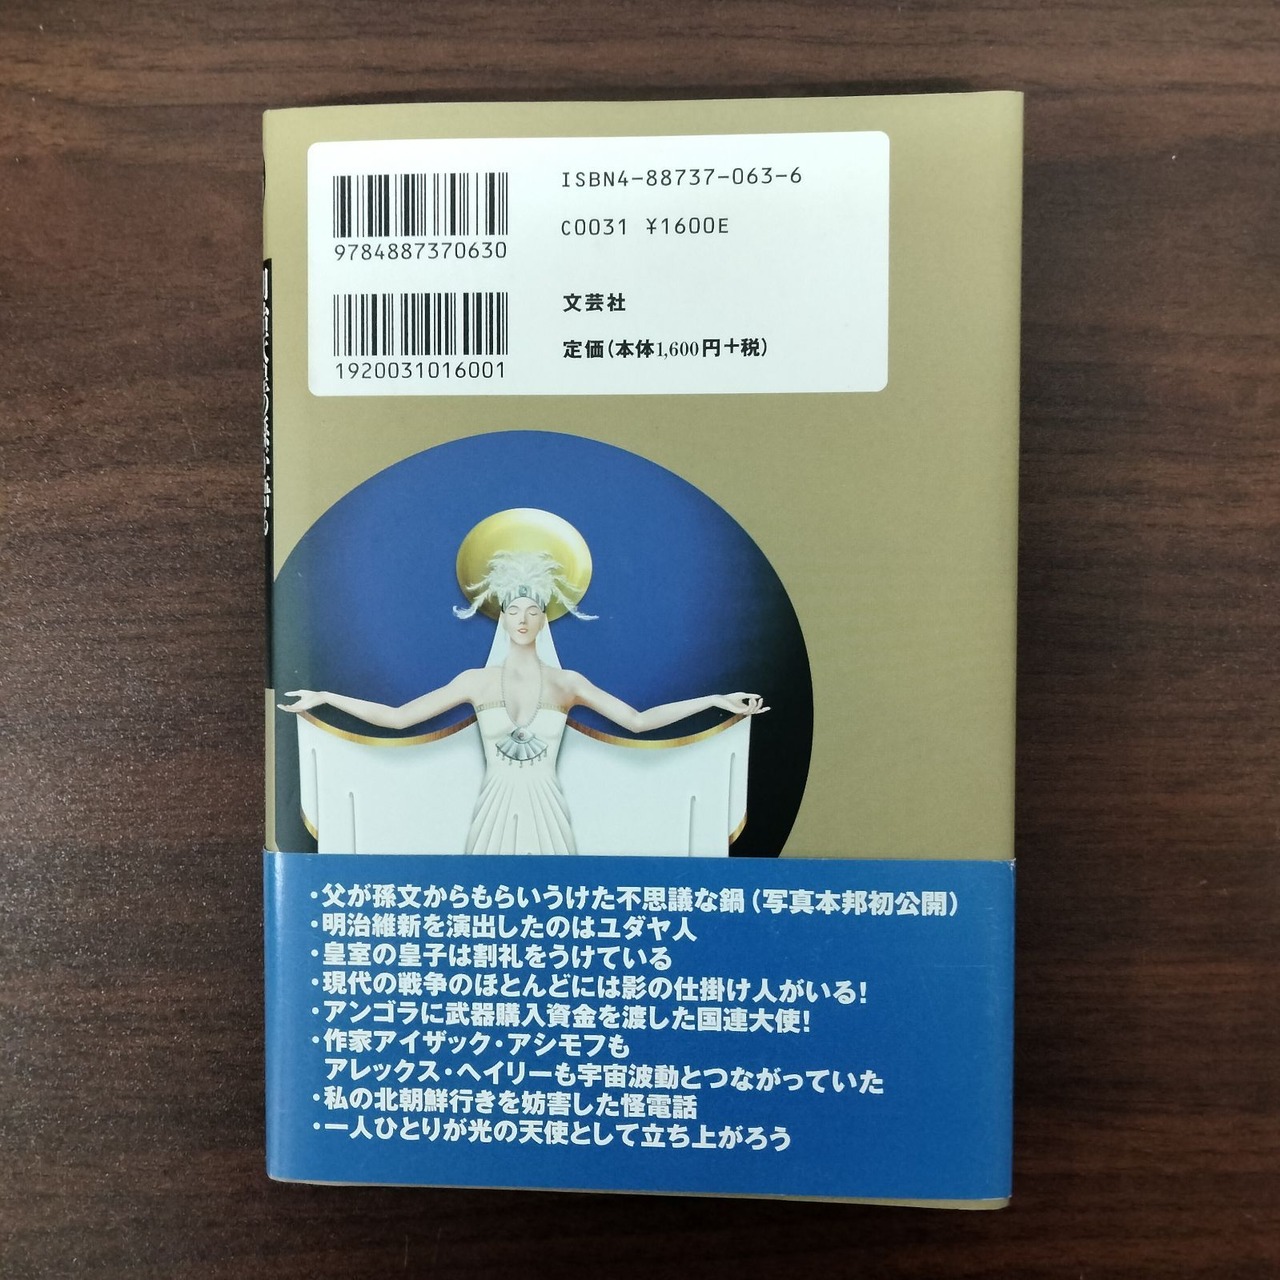 ISBN4-88737-063-6
C0031 ¥1600E
9784887370630
文芸社
定価(本体1,600円+税)
1920031016001
・父が孫文からもらいうけた不思議な鍋(写真本邦初公開)
・明治維新を演出したのはユダヤ人
・皇室の皇子は割礼をうけている
・現代の戦争のほとんどには影の仕掛け人がいる!
・アンゴラに武器購入資金を渡した国連大使!
・作家アイザック・アシモフも
アレックス・ヘイリーも宇宙波動とつながっていた
・私の北朝鮮行きを妨害した怪電話
・一人ひとりが光の天使として立ち上がろう